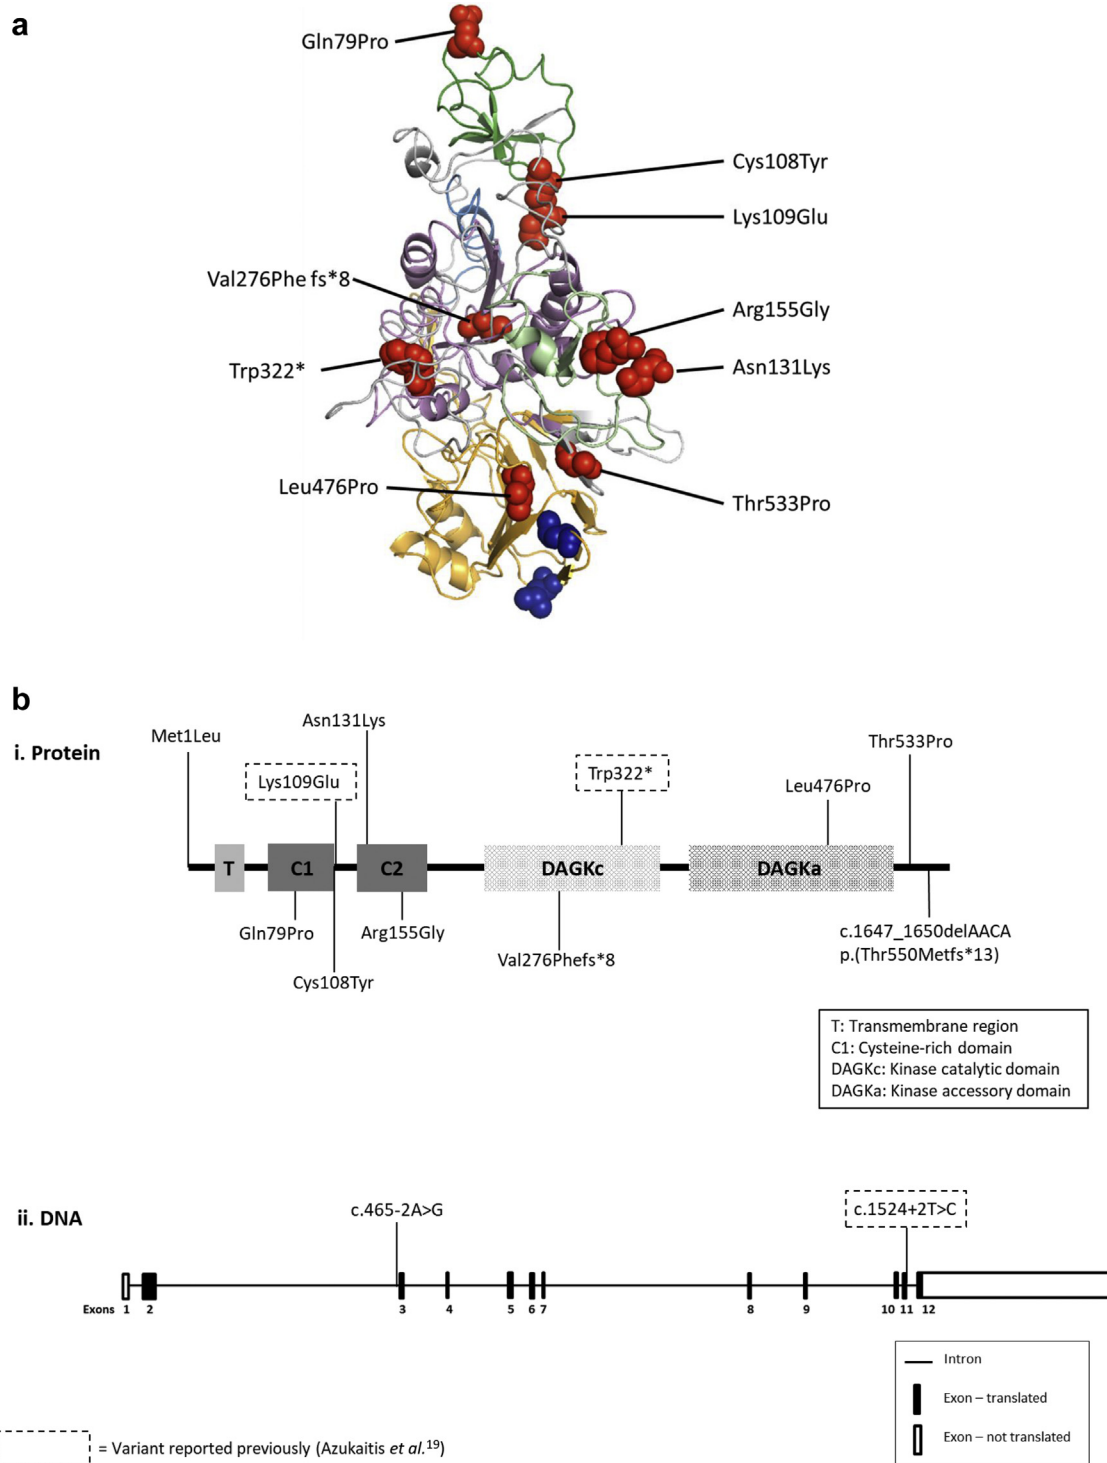 a
Gln79Pro
Cys108Tyr
Lys109Glu
Val276Phe fs*8
Arg155Gly
Trp322*
Asn131Lys
Leu476Pro
Thr533Pro
b
i. Protein
Met1Leu
Asn131Lys
Lys109Glu
Trp322*
Thr533Pro
Leu476Pro
T
C1
C2
DAGKc
DAGKa
Gln79Pro
Arg155Gly
Cys108Tyr
Val276Phefs*8
c.1647_1650delAACA
p.(Thr550Metfs*13)
T: Transmembrane region
C1: Cysteine-rich domain
DAGKc: Kinase catalytic domain
DAGKa: Kinase accessory domain
ii. DNA
c.465-2A>G
c.1524+2T>C
Exons 1 2 3 4 5 6 7 8 9 10 11 12
Intron
Exon – translated
Exon – not translated
= Variant reported previously (Azukaitis et al.19)